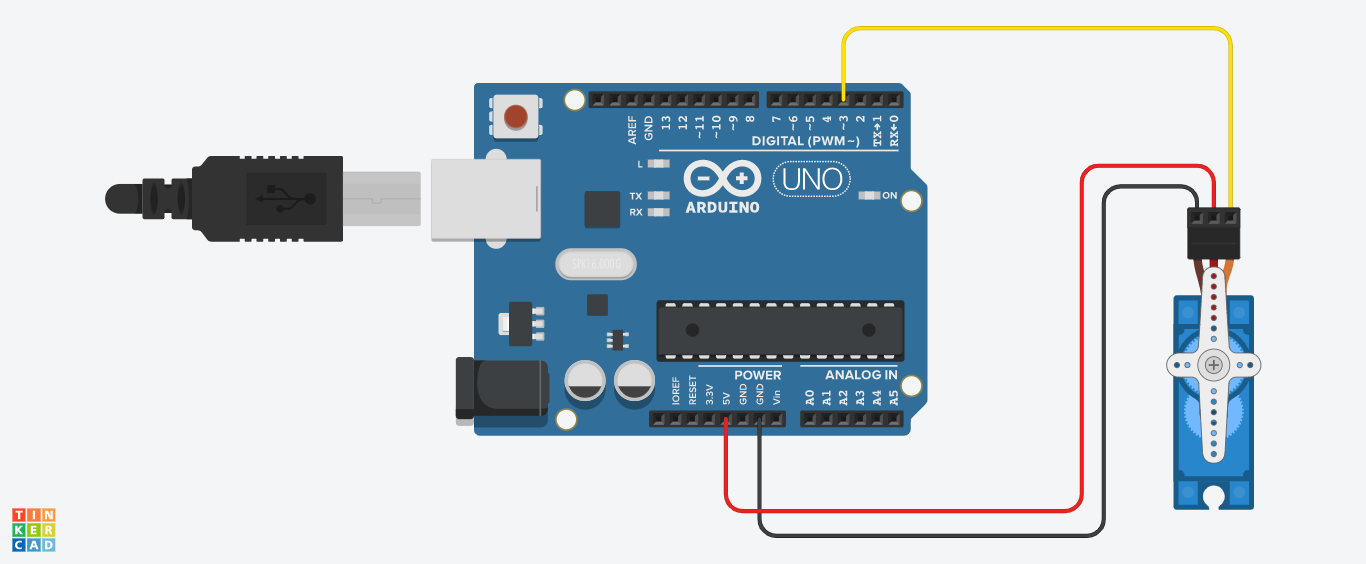 AREF
GND
13
12
~11
~10
~9
8
7
~6
~5
4
~3
2
TX→1
RX←0
DIGITAL (PWM~)
L
TX
RX
ARDUINO
UNO
ON
SPK16.000G
POWER
ANALOG IN
IOREF
RESET
3.3V
5V
GND
GND
Vin
A0
A1
A2
A3
A4
A5
TIN
KER
CAD